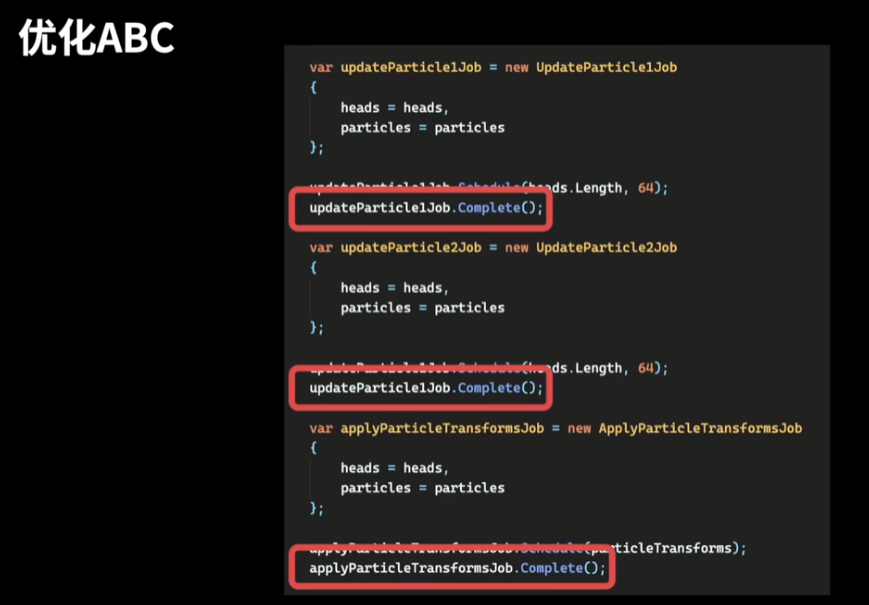 优化ABC
var updateParticle1Job = new UpdateParticle1Job
{
heads = heads,
particles = particles
};
updateParticle1Job.Schedule(heads.Length, 64);
updateParticle1Job.Complete();
var updateParticle2Job = new UpdateParticle2Job
{
heads = heads,
particles = particles
};
updateParticle1Job.Schedule(heads.Length, 64);
updateParticle1Job.Complete();
var applyParticleTransformsJob = new ApplyParticleTransformsJob
{
heads = heads,
particles = particles
};
applyParticleTransformsJob.Schedule(particleTransforms);
applyParticleTransformsJob.Complete();